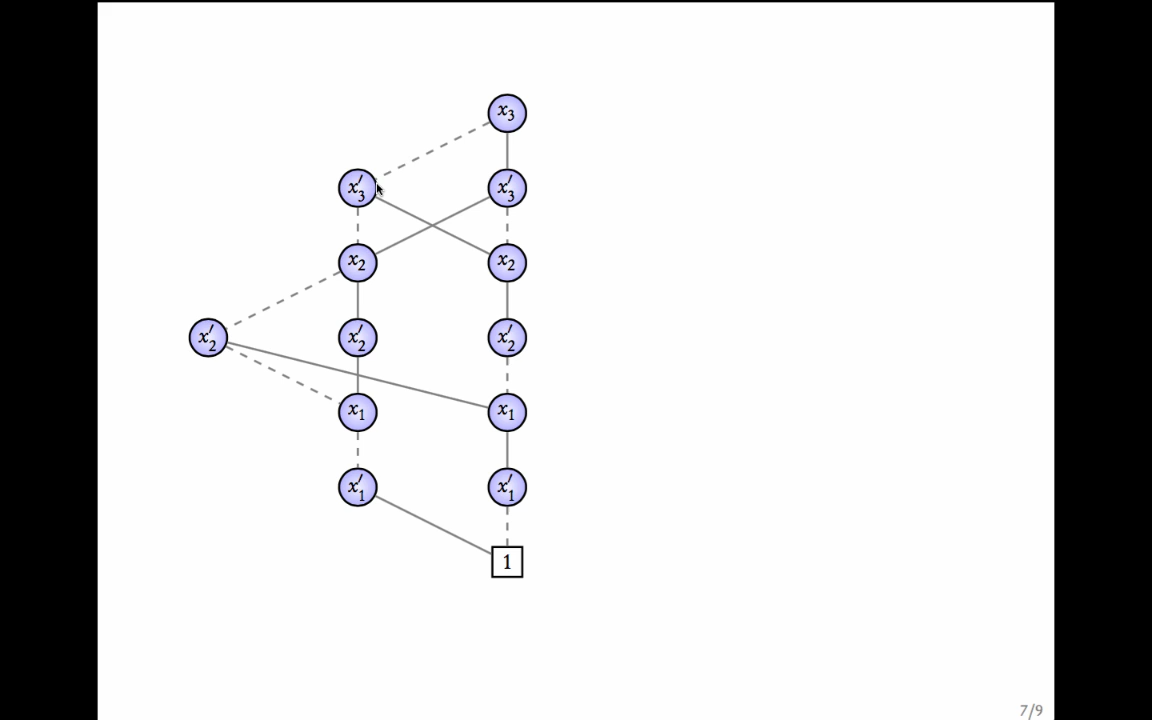 x₃
x′₃ x′₃
x₂ x₂
x′₂ x′₂ x′₂
x₁ x₁
x′₁ x′₁
1
7/9